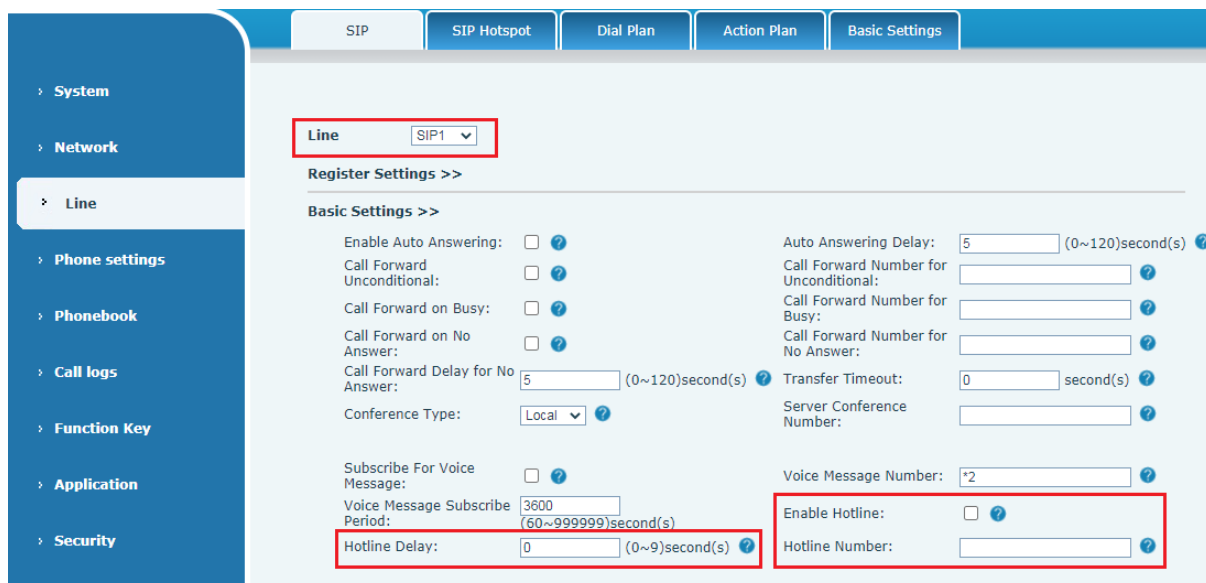 SIP
SIP Hotspot
Dial Plan
Action Plan
Basic Settings
› System
› Network
› Line
› Phone settings
› Phonebook
› Call logs
› Function Key
› Application
› Security
Line SIP1
Register Settings >>
Basic Settings >>
Enable Auto Answering: ?
Auto Answering Delay: 5 (0~120)second(s) ?
Call Forward
Unconditional: ?
Call Forward Number for
Unconditional: ?
Call Forward on Busy: ?
Call Forward Number for
Busy: ?
Call Forward on No
Answer: ?
Call Forward Number for
No Answer: ?
Call Forward Delay for No
Answer: 5 (0~120)second(s) ?
Transfer Timeout: 0 second(s) ?
Conference Type: Local ?
Server Conference
Number: ?
Subscribe For Voice
Message: ?
Voice Message Number: *2 ?
Voice Message Subscribe
Period: 3600
(60~999999)second(s)
Enable Hotline: ?
Hotline Delay: 0 (0~9)second(s) ?
Hotline Number: ?